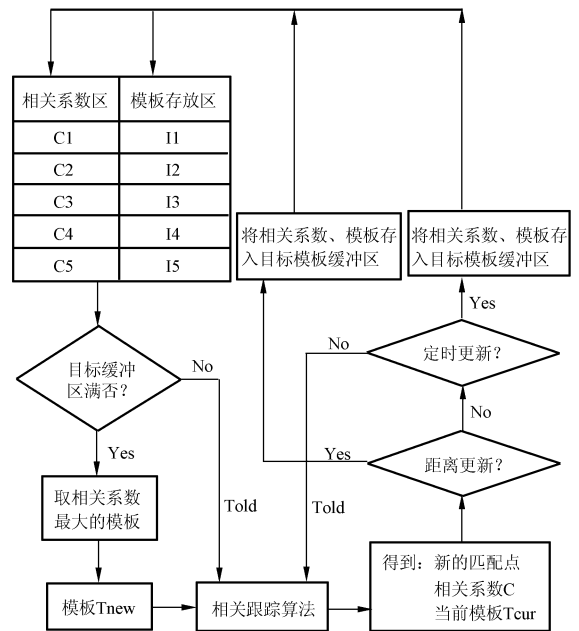 相关系数区 模板存放区
C1 I1
C2 I2
C3 I3
C4 I4
C5 I5
将相关系数、模板存
入目标模板缓冲区
将相关系数、模板存
入目标模板缓冲区
Yes
目标缓冲
区满否?
No
No
定时更新?
Yes
No
Yes
距离更新?
取相关系数
最大的模板
Told
Told
得到:新的匹配点
相关系数C
当前模板Tcur
模板Tnew
相关跟踪算法